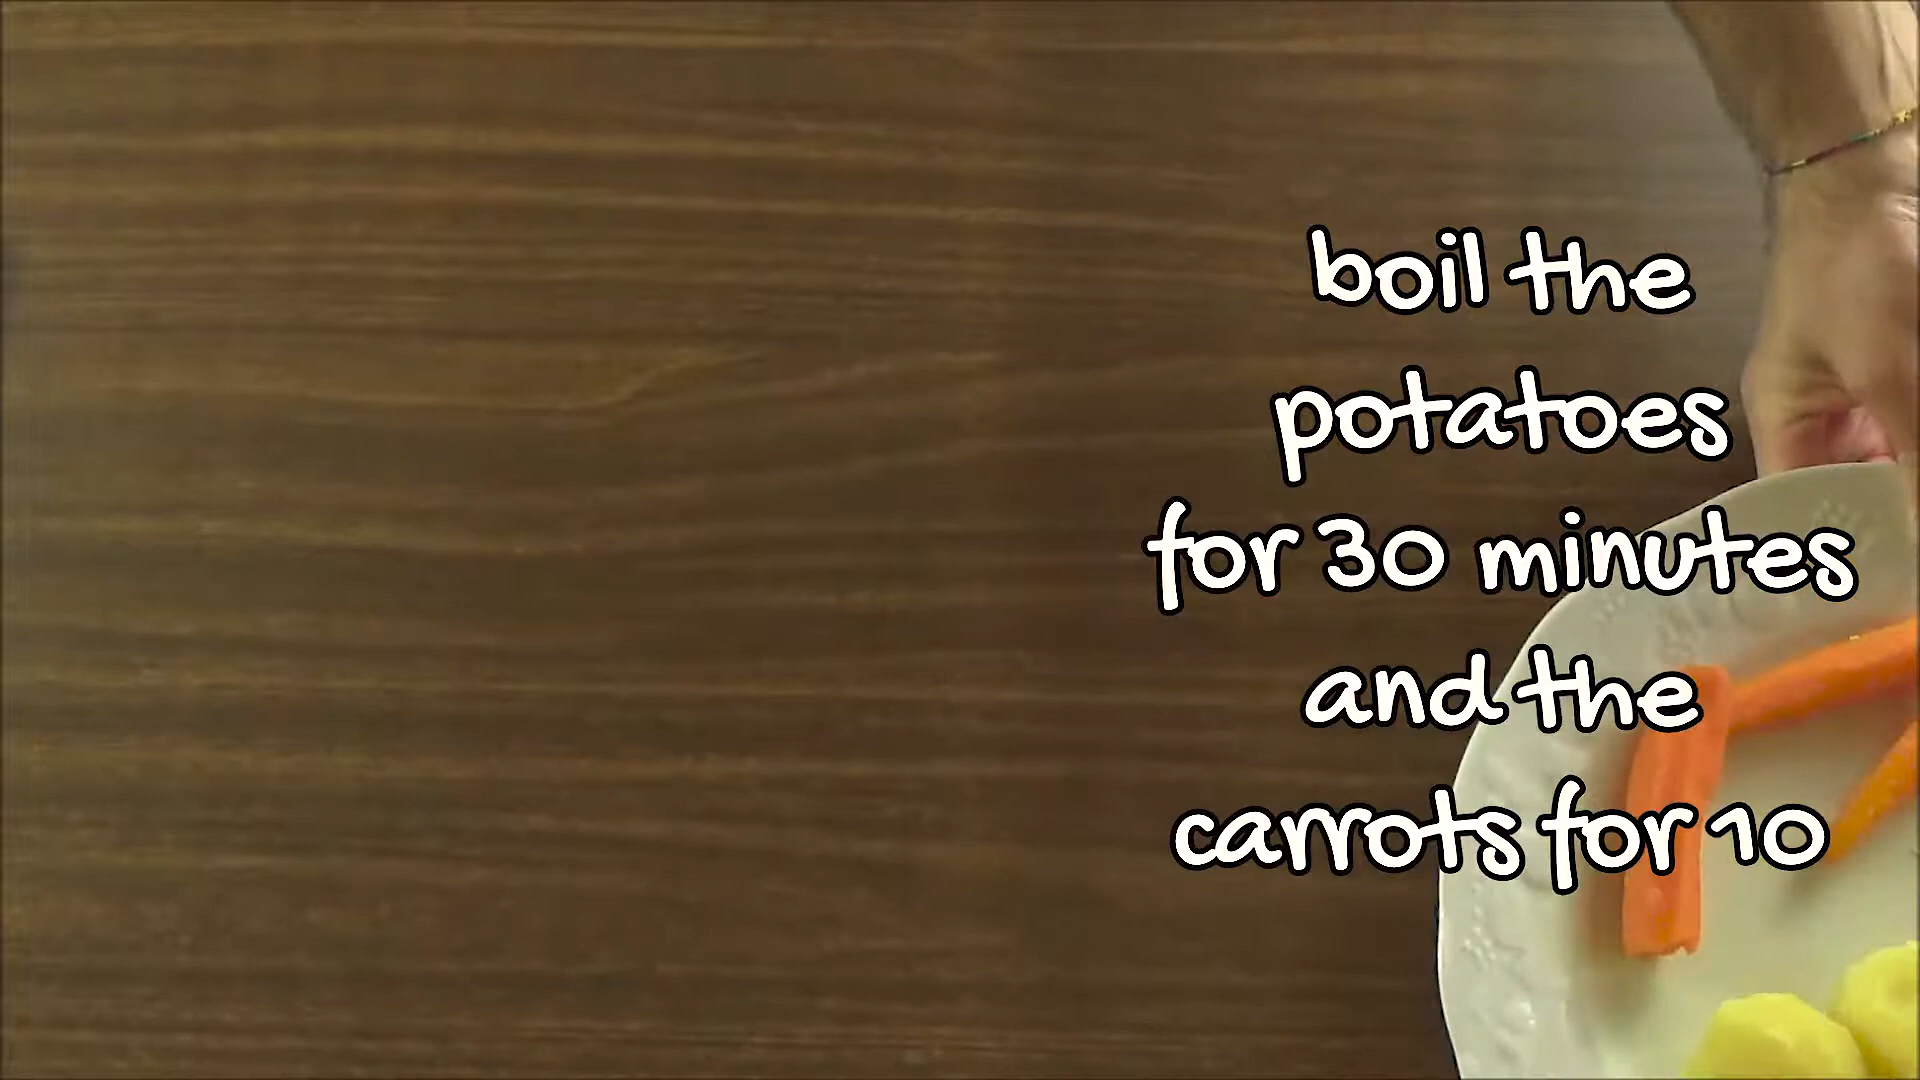 boil the
potatoes
for 30 minutes
and the
carrots for 10